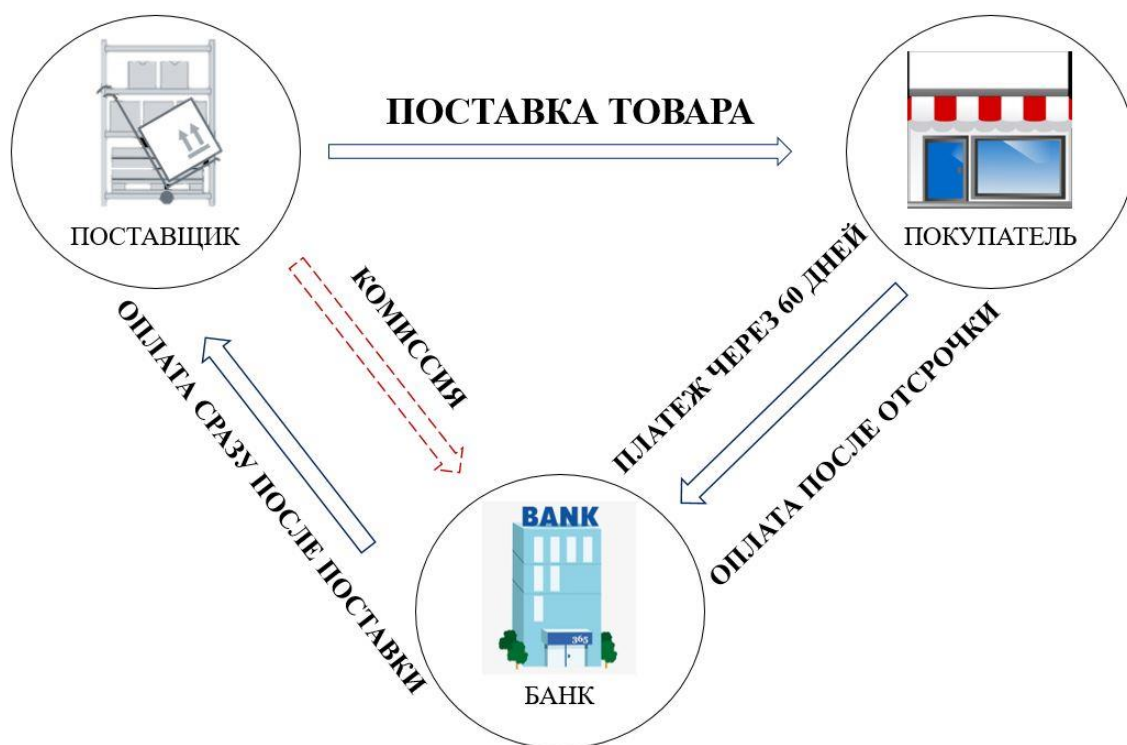 ПОСТАВКА ТОВАРА
ПОСТАВЩИК
ПОКУПАТЕЛЬ
КОМИССИЯ
ПЛАТЕЖ ЧЕРЕЗ 60 ДНЕЙ
ОПЛАТА СРАЗУ ПОСЛЕ ПОСТАВКИ
ОПЛАТА ПОСЛЕ ОТСРОЧКИ
BANK
365
БАНК